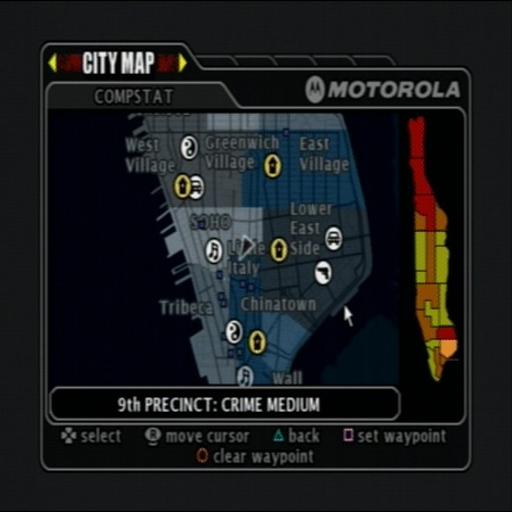 CITY MAP
COMPSTAT
MOTOROLA
West Village
Greenwich Village
East Village
SOHO
Lower East Side
Little Italy
Tribeca
Chinatown
Wall
9th PRECINCT: CRIME MEDIUM
select
R move cursor
back
set waypoint
clear waypoint